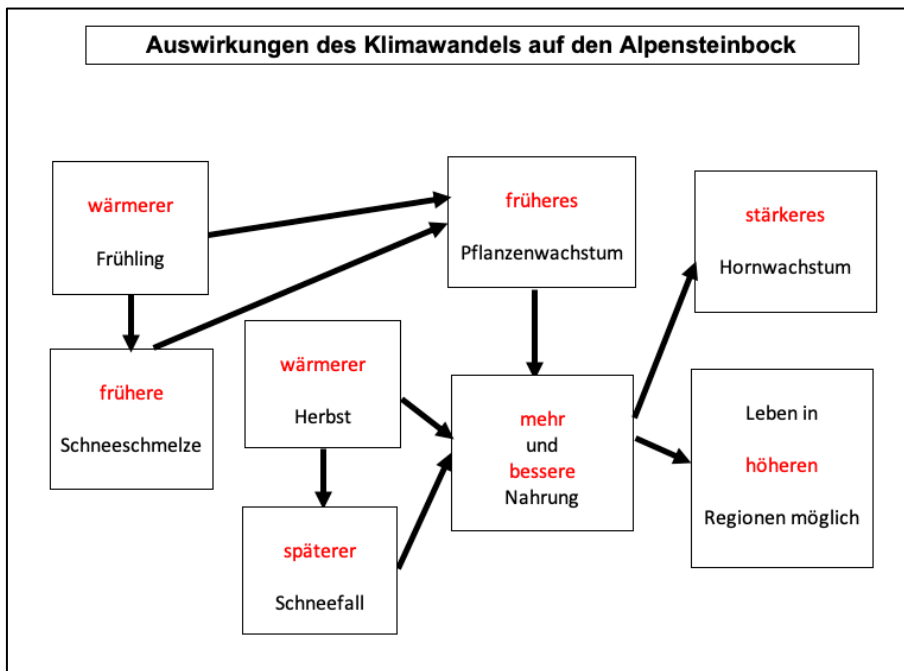 Auswirkungen des Klimawandels auf den Alpensteinbock
wärmerer
Frühling
früheres
Pflanzenwachstum
stärkeres
Hornwachstum
frühere
Schneeschmelze
wärmerer
Herbst
mehr
und
bessere
Nahrung
Leben in
höheren
Regionen möglich
späterer
Schneefall